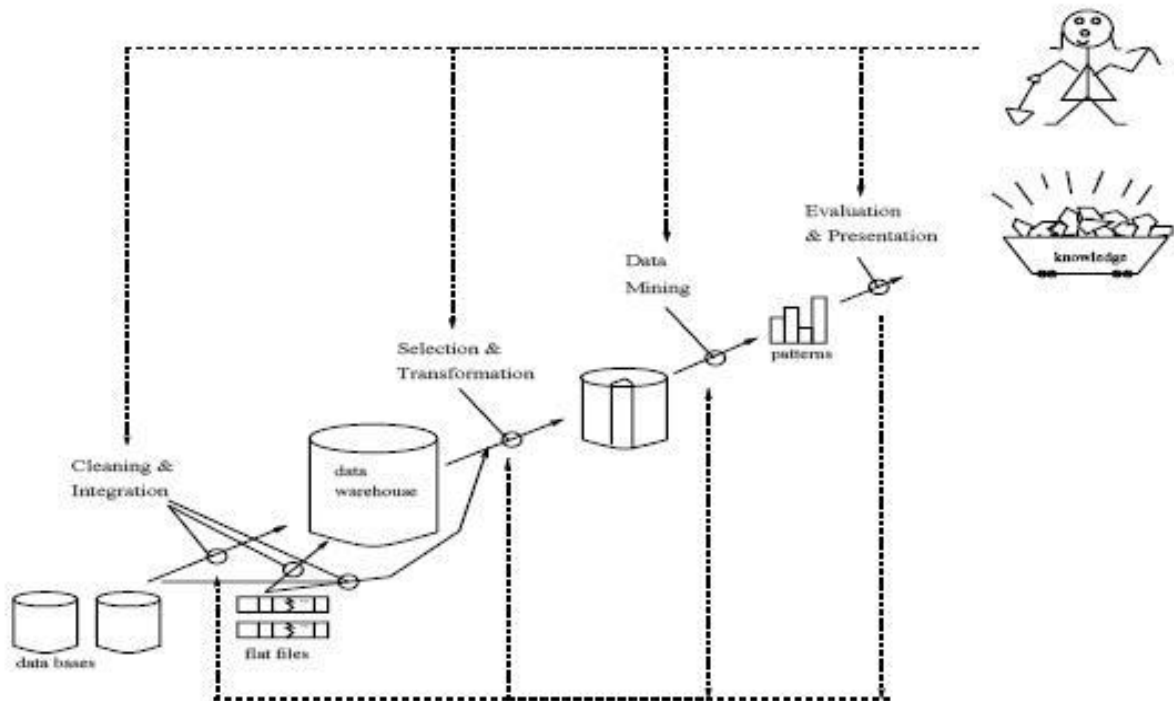 Evaluation
& Presentation
knowledge
Data
Mining
patterns
Selection &
Transformation
Cleaning &
Integration
data
warehouse
data bases
flat files